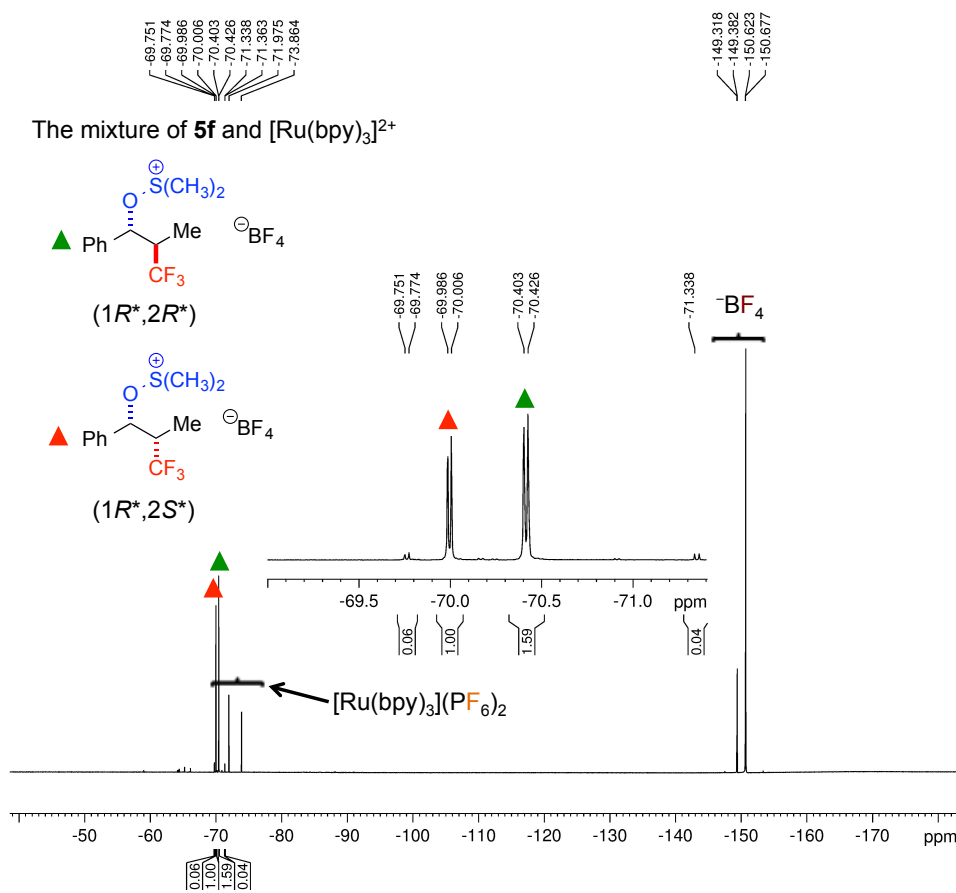 -69.751
-69.774
-69.986
-70.006
-70.403
-70.426
-71.338
-71.363
-71.975
-73.864
-149.318
-149.382
-150.623
-150.677
The mixture of 5f and [Ru(bpy)₃]²⁺
⊕
S(CH₃)₂
O
Ph
Me
CF₃
⊖BF₄
(1R*,2R*)
⊕
S(CH₃)₂
O
Ph
Me
CF₃
⊖BF₄
(1R*,2S*)
-69.751
-69.774
-69.986
-70.006
-70.403
-70.426
-71.338
⁻BF₄
-69.5 -70.0 -70.5 -71.0 ppm
0.06 1.00 1.59 0.04
[Ru(bpy)₃](PF₆)₂
-50 -60 -70 -80 -90 -100 -110 -120 -130 -140 -150 -160 -170 ppm
0.06 1.00 1.59 0.04